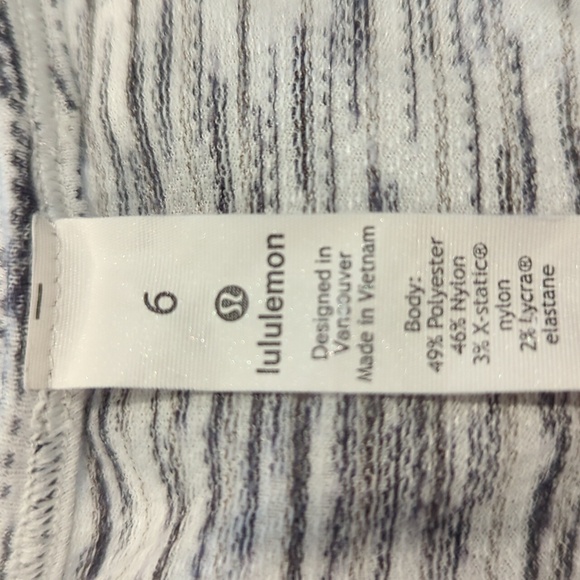 6
lululemon
Designed in
Vancouver
Made in Vietnam
Body:
49% Polyester
46% Nylon
3% X-static®
nylon
2% Lycra®
elastane